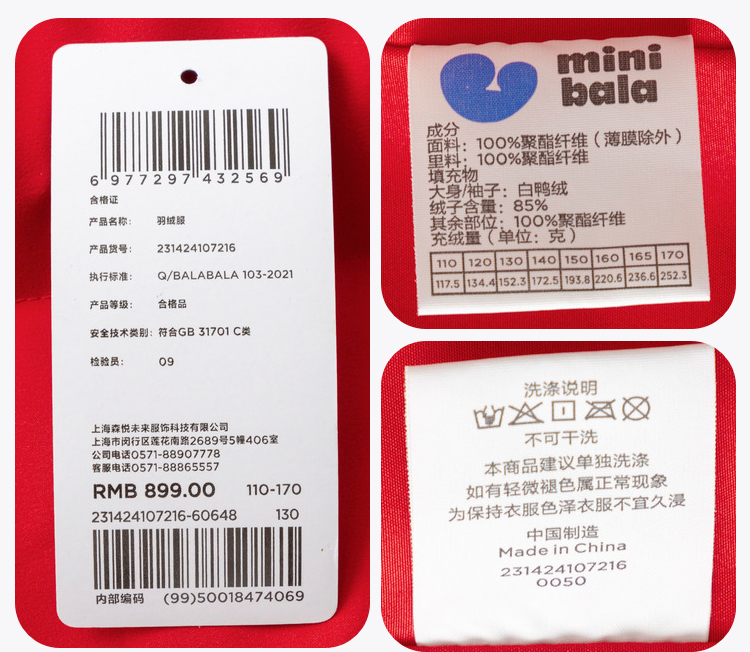 6 977297 432569
合格证
产品名称: 羽绒服
产品货号: 231424107216
执行标准: Q/BALABALA 103-2021
产品等级: 合格品
安全技术类别: 符合GB 31701 C类
检验员: 09
上海森悦未来服饰科技有限公司
上海市闵行区莲花南路2689号5幢406室
公司电话0571-88907778
客服电话0571-88865557
RMB 899.00 110-170
231424107216-60648 130
内部编码 (99)50018474069
mini
bala
成分
面料: 100%聚酯纤维(薄膜除外)
里料: 100%聚酯纤维
填充物
大身/袖子: 白鸭绒
绒子含量: 85%
其余部位: 100%聚酯纤维
充绒量(单位: 克)
110 120 130 140 150 160 165 170
117.5 134.4 152.3 172.5 193.8 220.6 236.6 252.3
洗涤说明
不可干洗
本商品建议单独洗涤
如有轻微褪色属正常现象
为保持衣服色泽衣服不宜久浸
中国制造
Made in China
231424107216
0050